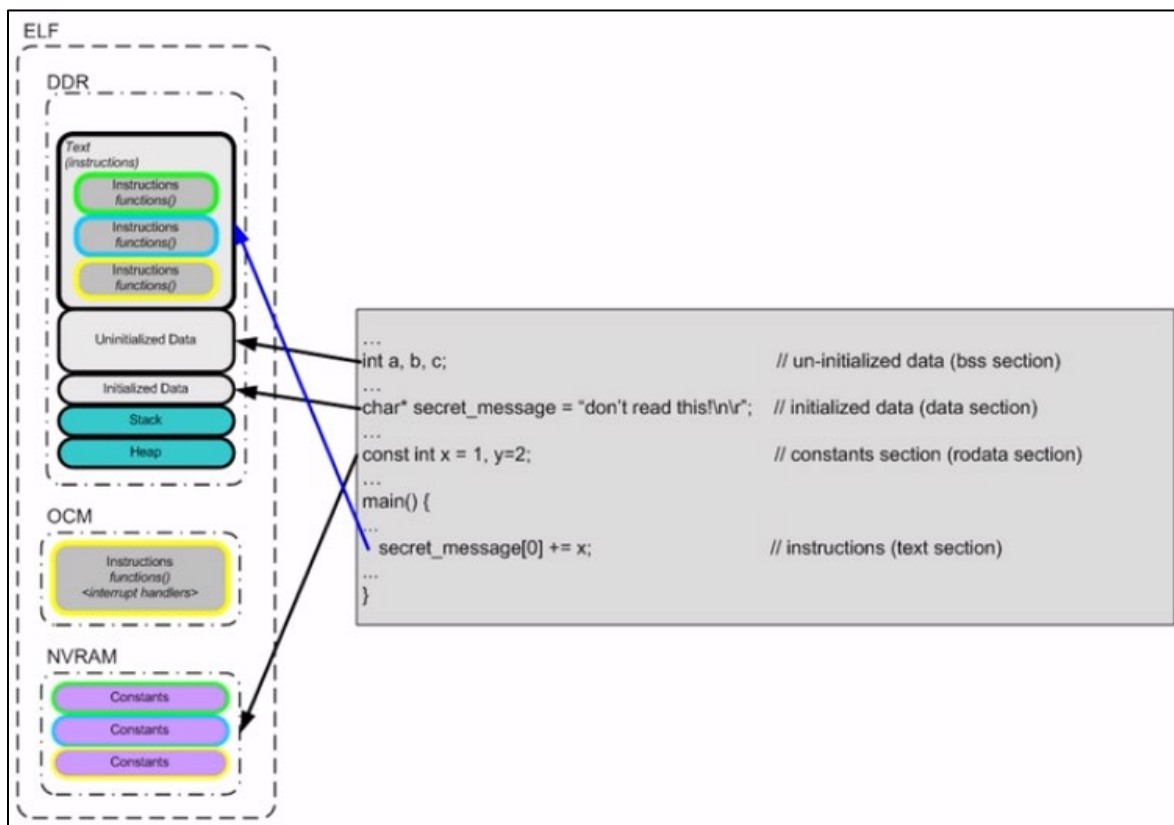 ELF
DDR
Text
(instructions)
Instructions
functions()
Instructions
functions()
Instructions
functions()
Uninitialized Data
Initialized Data
Stack
Heap
OCM
Instructions
functions()
<interrupt handlers>
NVRAM
Constants
Constants
Constants
...
int a, b, c; // un-initialized data (bss section)
...
char* secret_message = “don’t read this!\n\r”; // initialized data (data section)
...
const int x = 1, y=2; // constants section (rodata section)
...
main() {
...
secret_message[0] += x; // instructions (text section)
...
}